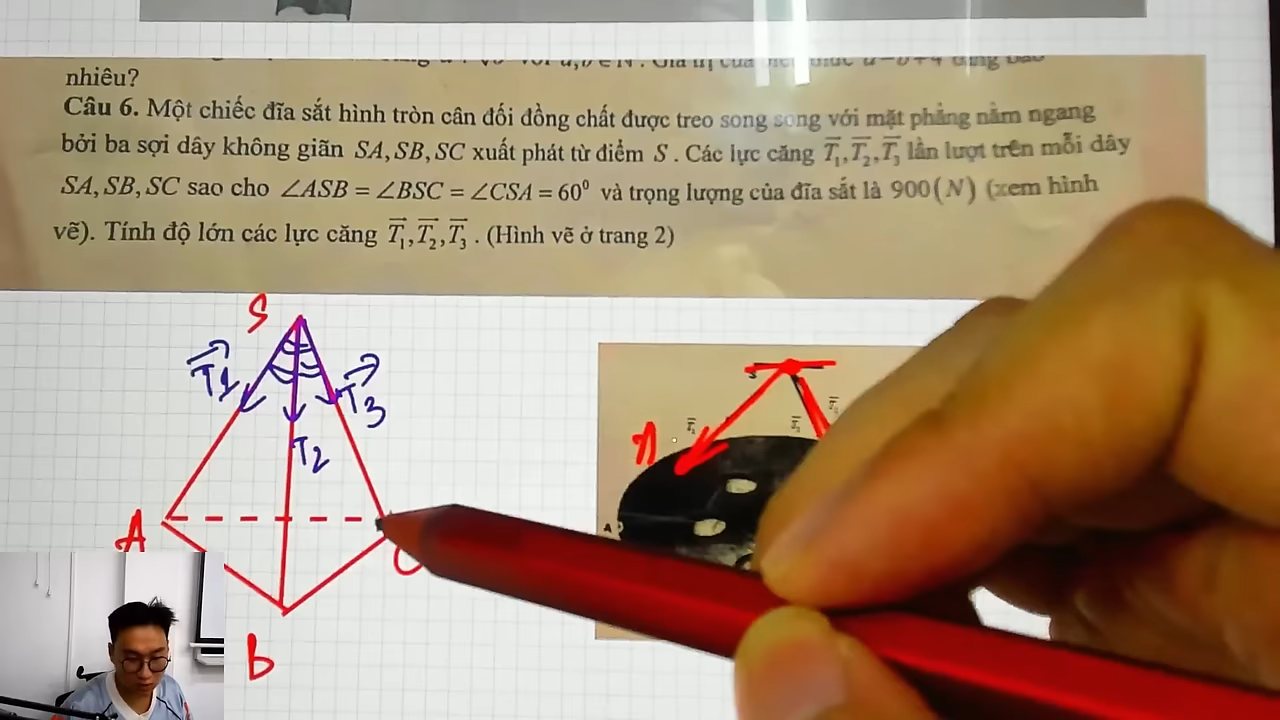 nhiêu?
Câu 6. Một chiếc đĩa sắt hình tròn cân đối đồng chất được treo song song với mặt phẳng nằm ngang
bởi ba sợi dây không giãn SA, SB, SC xuất phát từ điểm S. Các lực căng T₁, T₂, T₃ lần lượt trên mỗi dây
SA, SB, SC sao cho ∠ASB = ∠BSC = ∠CSA = 60⁰ và trọng lượng của đĩa sắt là 900(N) (xem hình
vẽ). Tính độ lớn các lực căng T₁, T₂, T₃. (Hình vẽ ở trang 2)
S
T1
T3
T2
A
B
A